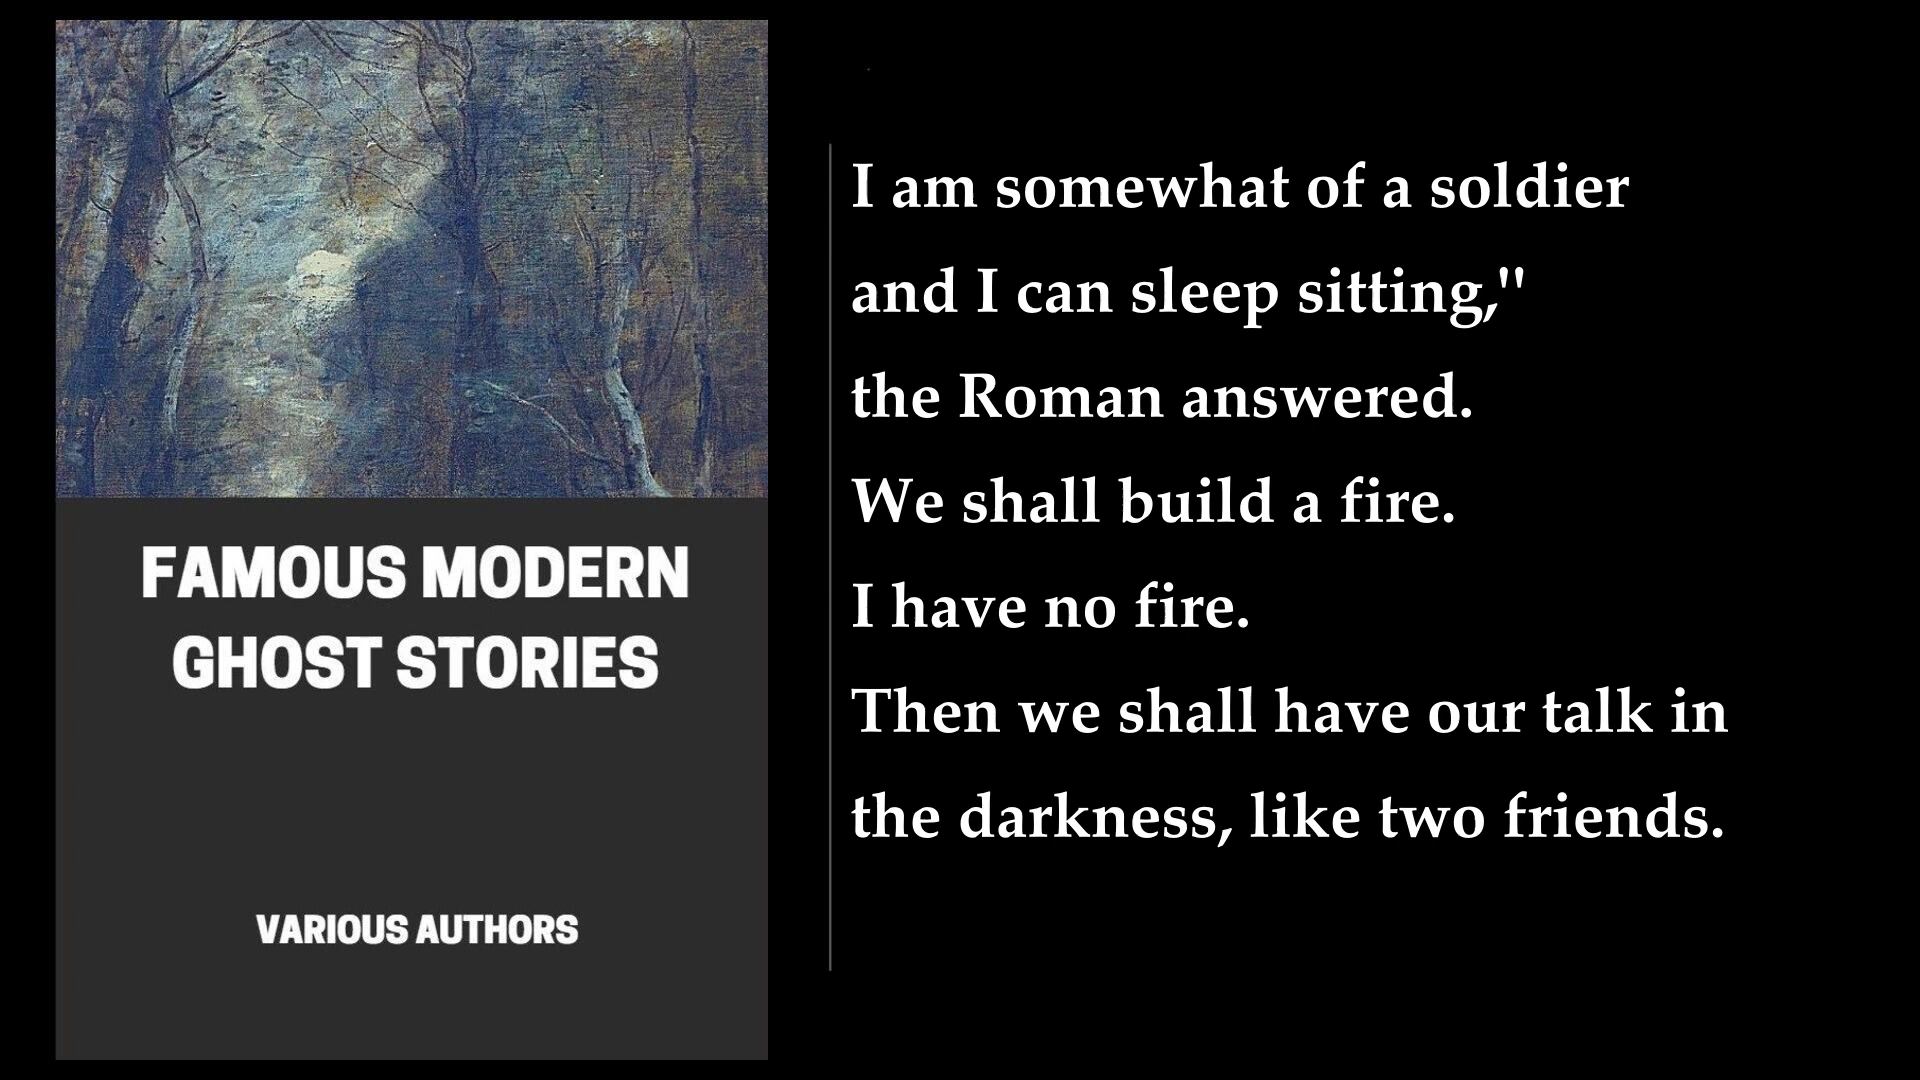 FAMOUS MODERN
GHOST STORIES
VARIOUS AUTHORS
I am somewhat of a soldier
and I can sleep sitting,"
the Roman answered.
We shall build a fire.
I have no fire.
Then we shall have our talk in
the darkness, like two friends.